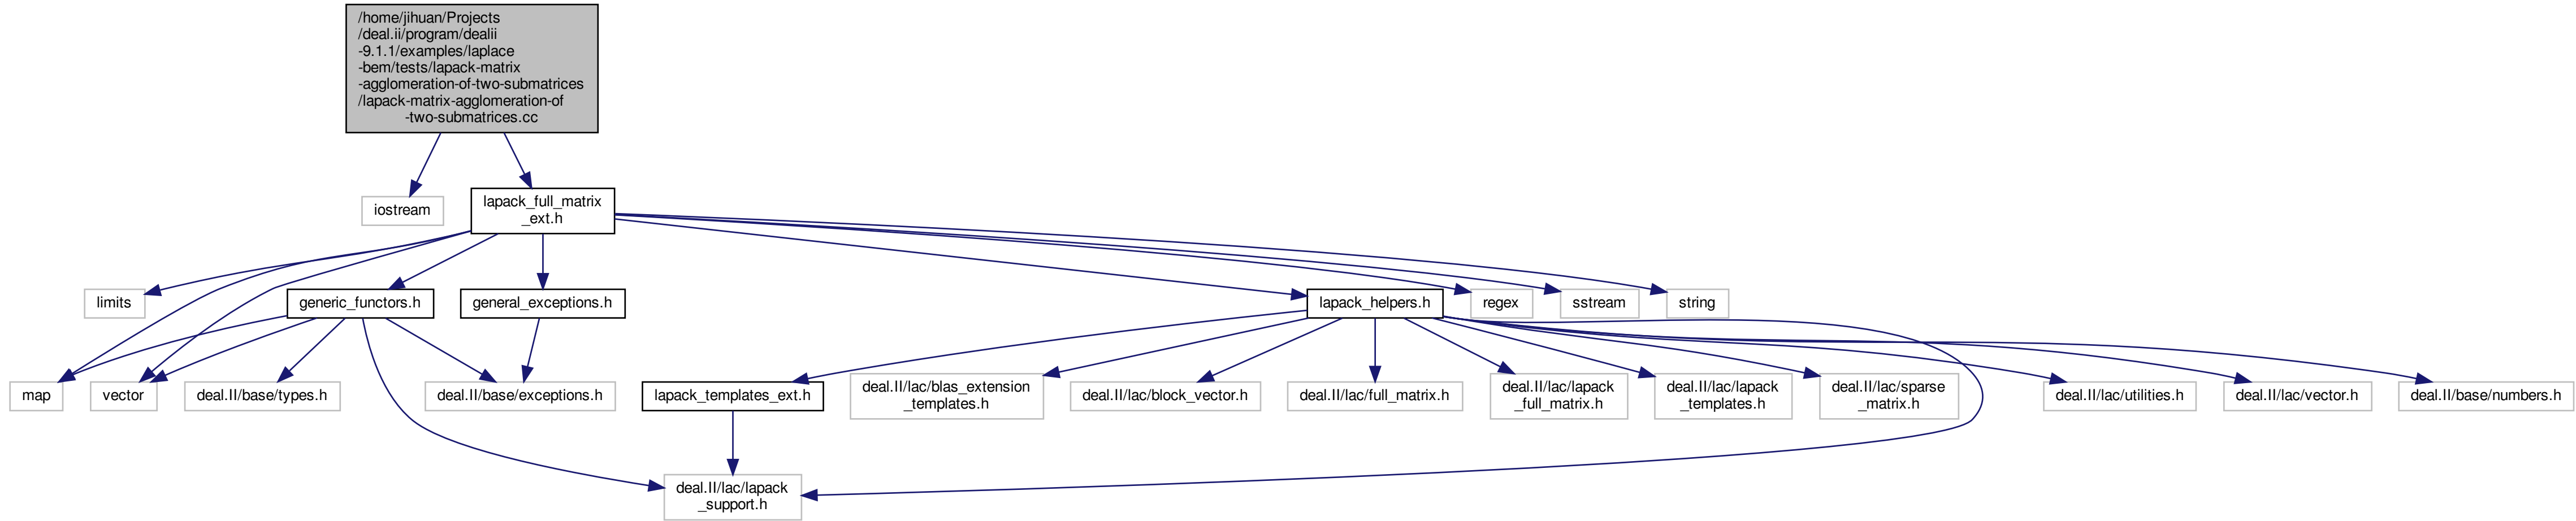 /home/jihuan/Projects
/deal.ii/program/dealii
-9.1.1/examples/laplace
-bem/tests/lapack-matrix
-agglomeration-of-two-submatrices
/lapack-matrix-agglomeration-of
-two-submatrices.cc
iostream
lapack_full_matrix
_ext.h
limits
generic_functors.h
general_exceptions.h
lapack_helpers.h
regex
sstream
string
map
vector
deal.II/base/types.h
deal.II/base/exceptions.h
lapack_templates_ext.h
deal.II/lac/blas_extension
_templates.h
deal.II/lac/block_vector.h
deal.II/lac/full_matrix.h
deal.II/lac/lapack
_full_matrix.h
deal.II/lac/lapack
_templates.h
deal.II/lac/sparse
_matrix.h
deal.II/lac/utilities.h
deal.II/lac/vector.h
deal.II/base/numbers.h
deal.II/lac/lapack
_support.h